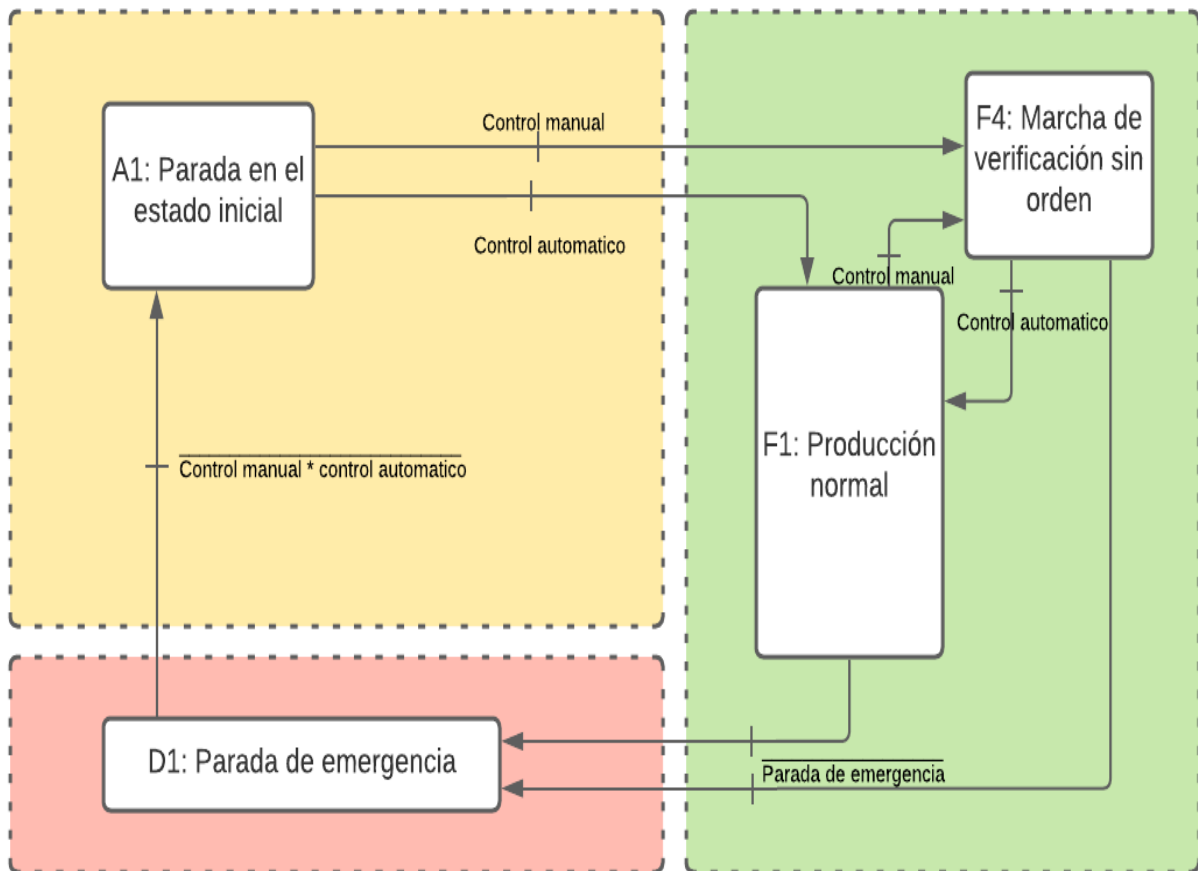 Control manual
F4: Marcha de
verificación sin
orden
A1: Parada en el
estado inicial
Control automatico
Control manual
Control automatico
F1: Producción
normal
Control manual * control automatico
D1: Parada de emergencia
Parada de emergencia